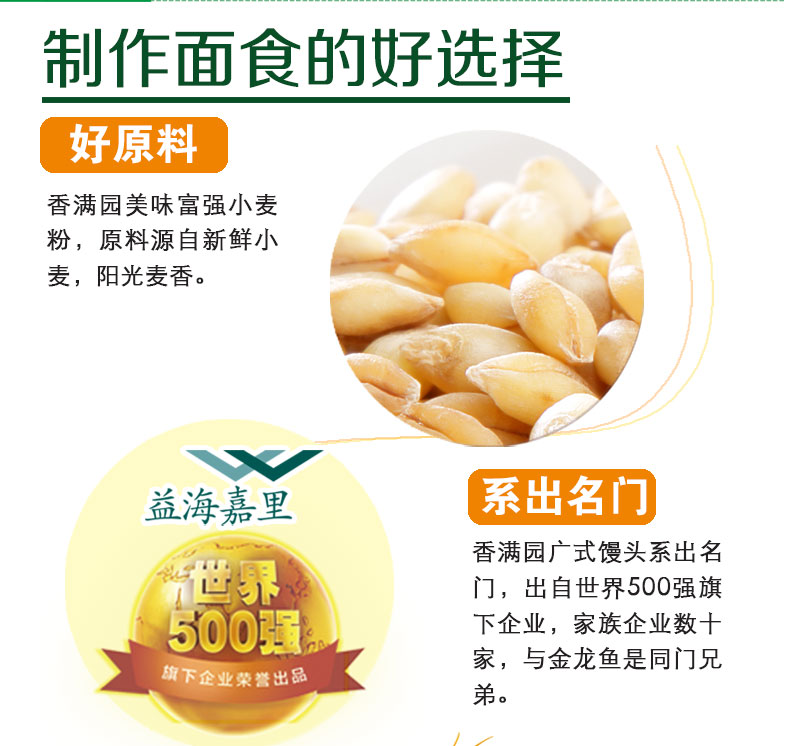 制作面食的好选择
好原料
香满园美味富强小麦
粉，原料源自新鲜小
麦，阳光麦香。
益海嘉里
世界
500强
旗下企业荣誉出品
系出名门
香满园广式馒头系出名
门，出自世界500强旗
下企业，家族企业数十
家，与金龙鱼是同门兄
弟。